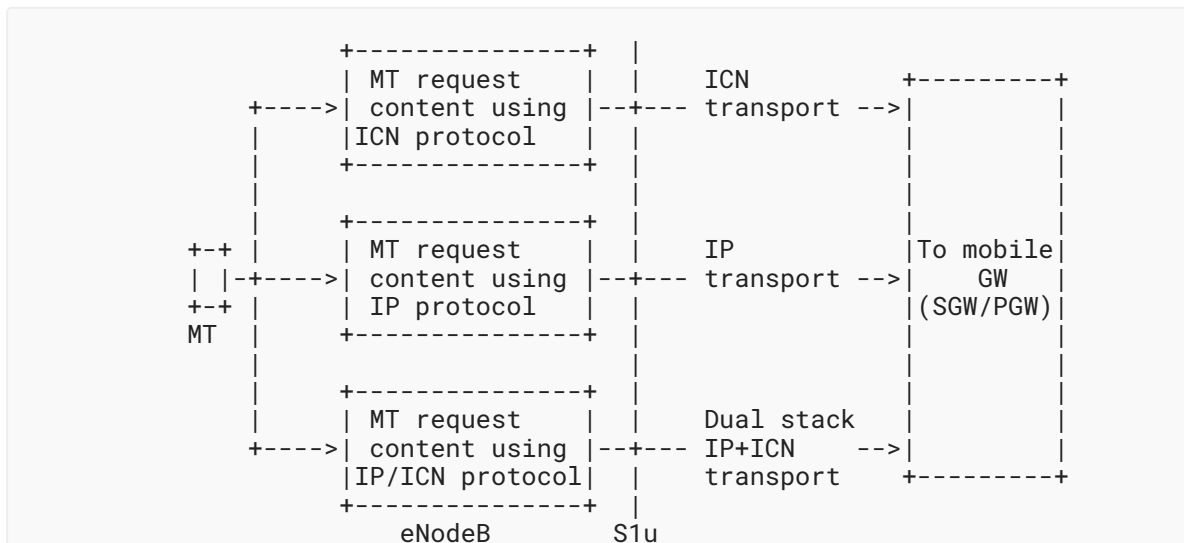 +---------------+  |
               | MT request    |  |    ICN          +---------+
         +---->| content using |--+--- transport -->|         |
         |     |ICN protocol   |  |                 |         |
         |     +---------------+  |                 |         |
         |                        |                 |         |
         |     +---------------+  |                 |         |
     +-+ |     | MT request    |  |    IP           |To mobile|
     | |-+---->| content using |--+--- transport -->|    GW   |
     +-+ |     | IP protocol   |  |                 |(SGW/PGW)|
     MT  |     +---------------+  |                 |         |
         |                        |                 |         |
         |     +---------------+  |                 |         |
         |     | MT request    |  |    Dual stack   |         |
         +---->| content using |--+--- IP+ICN    -->|         |
               |IP/ICN protocol|  |    transport    +---------+
               +---------------+  |
                  eNodeB         S1u